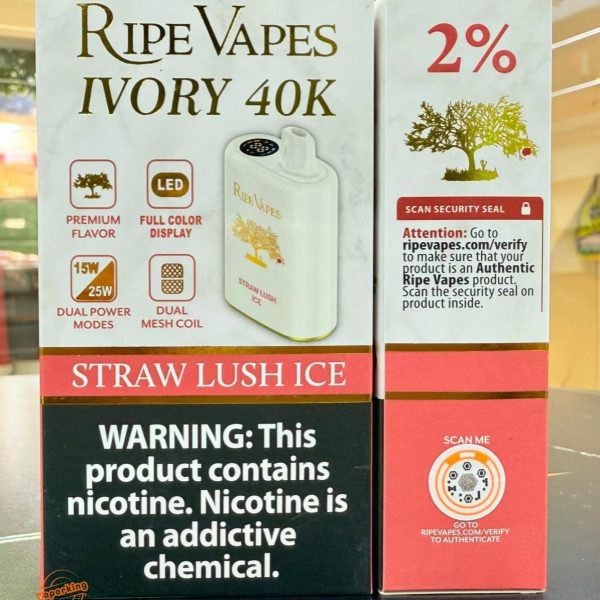 RIPE VAPES
IVORY 40K
PREMIUM
FLAVOR
LED
FULL COLOR
DISPLAY
15W
25W
DUAL POWER
MODES
DUAL
MESH COIL
RIPE VAPES
STRAW LUSH
ICE
STRAW LUSH ICE
WARNING: This
product contains
nicotine. Nicotine is
an addictive
chemical.
2%
SCAN SECURITY SEAL
Attention: Go to
ripevapes.com/verify
to make sure that your
product is an Authentic
Ripe Vapes product.
Scan the security seal on
product inside.
SCAN ME
GO TO
RIPEVAPES.COM/VERIFY
TO AUTHENTICATE